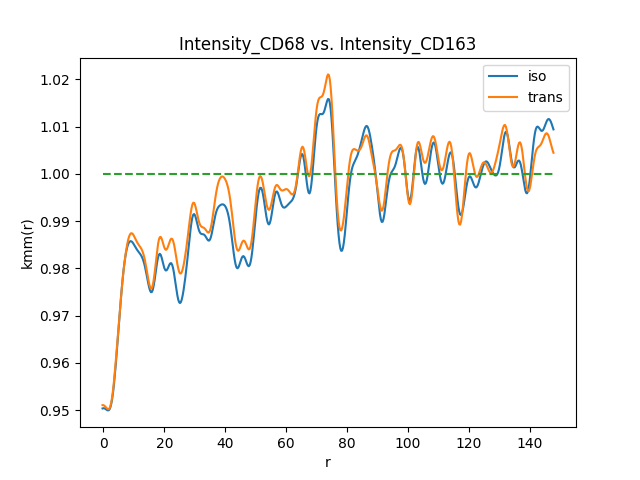 Intensity_CD68 vs. Intensity_CD163
iso
trans
1.02
1.01
1.00
0.99
0.98
0.97
0.96
0.95
kmm(r)
0 20 40 60 80 100 120 140
r